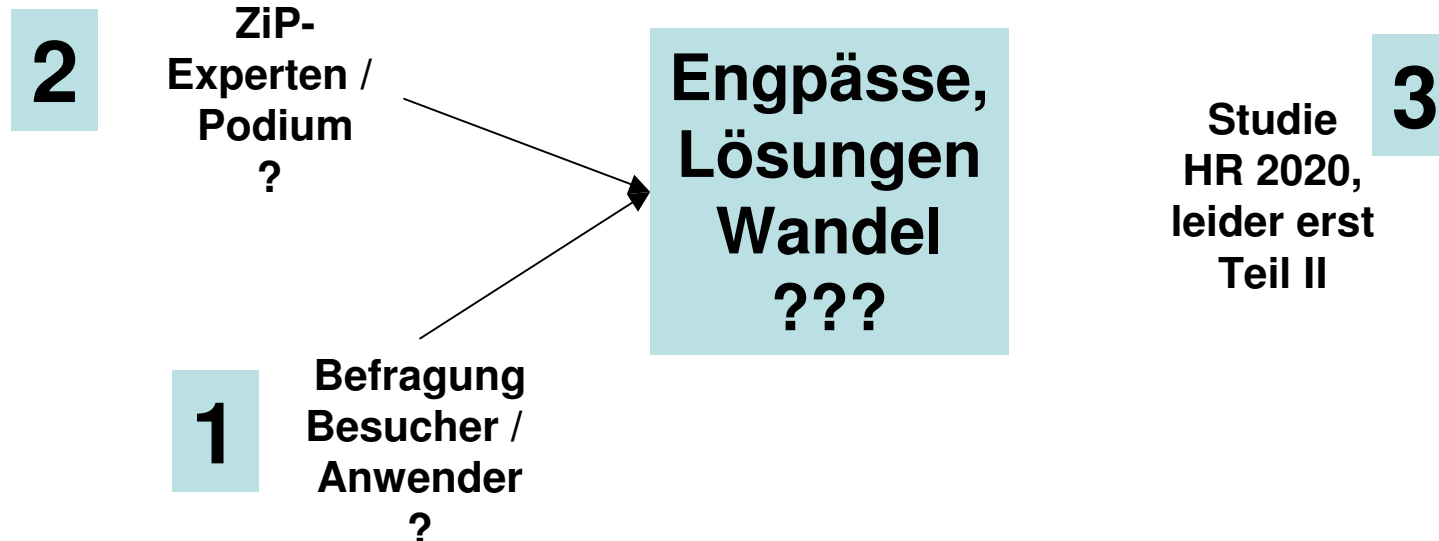 2
ZiP-
Experten /
Podium
?
Engpässe,
Lösungen
Wandel
???
3
Studie
HR 2020,
leider erst
Teil II
1
Befragung
Besucher /
Anwender
?